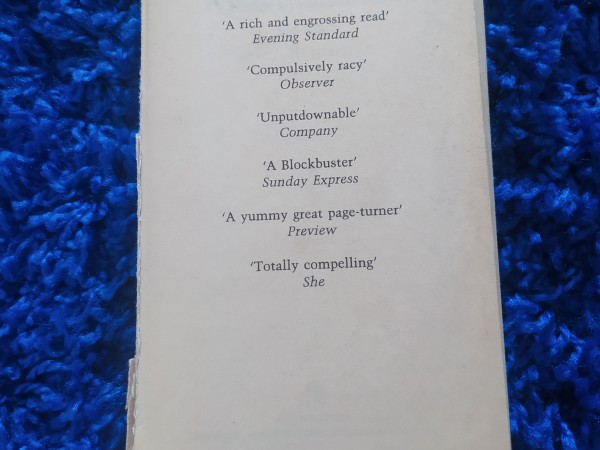 'A rich and engrossing read'
Evening Standard
'Compulsively racy'
Observer
'Unputdownable'
Company
'A Blockbuster'
Sunday Express
'A yummy great page-turner'
Preview
'Totally compelling'
She